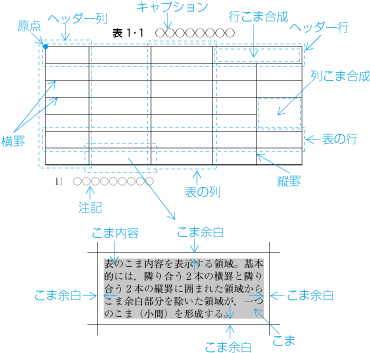 キャプション
ヘッダー列
行こま合成
原点
ヘッダー行
表1・1 ○○○○○○○○
列こま合成
横罫
表の行
縦罫
1) ○○○○○○○○○
表の列
注記
こま内容
こま余白
表のこま内容を表示する領域。基本
的には,隣り合う2本の横罫と隣り
合う2本の縦罫に囲まれた領域から
こま余白
こま余白
こま余白部分を除いた領域が,一つ
のこま(小間)を形成する。
こま
こま余白